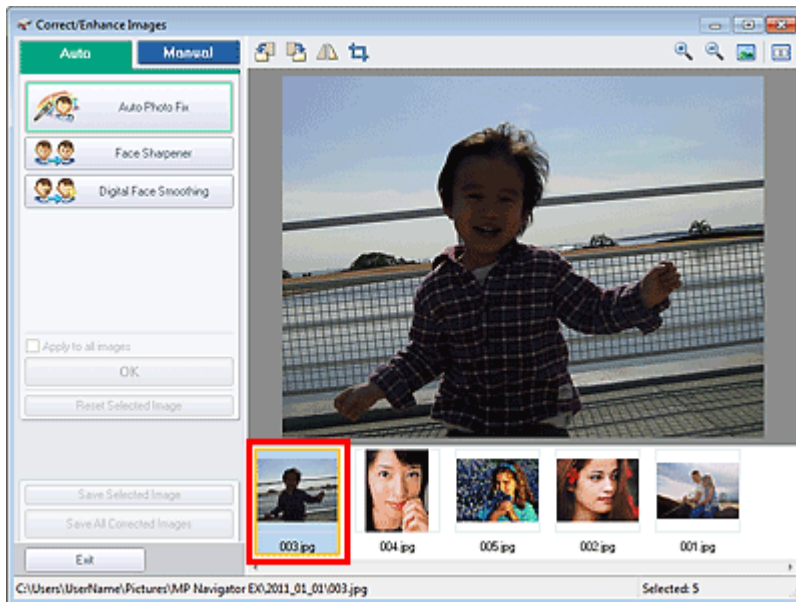 Correct/Enhance Images
Auto
Manual
Auto Photo Fix
Face Sharpener
Digital Face Smoothing
Apply to all images
OK
Reset Selected Image
003.jpg
004.jpg
005.jpg
002.jpg
001.jpg
Save Selected Image
Save All Corrected Images
Exit
C:\Users\UserName\Pictures\MP Navigator EX\2011_01_01\003.jpg
Selected: 5